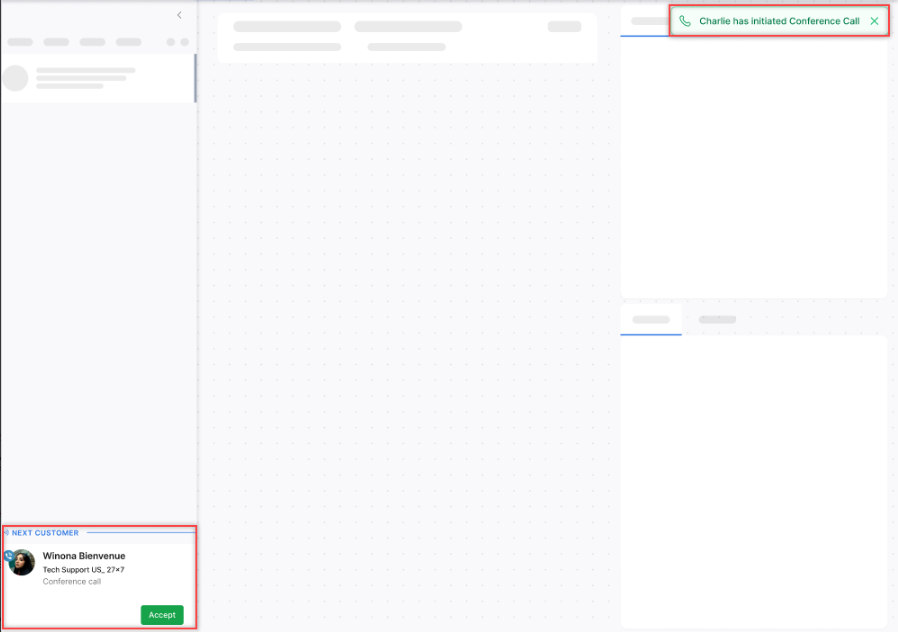 Charlie has initiated Conference Call
NEXT CUSTOMER
Winona Bienvenue
Tech Support US_ 27×7
Conference call
Accept